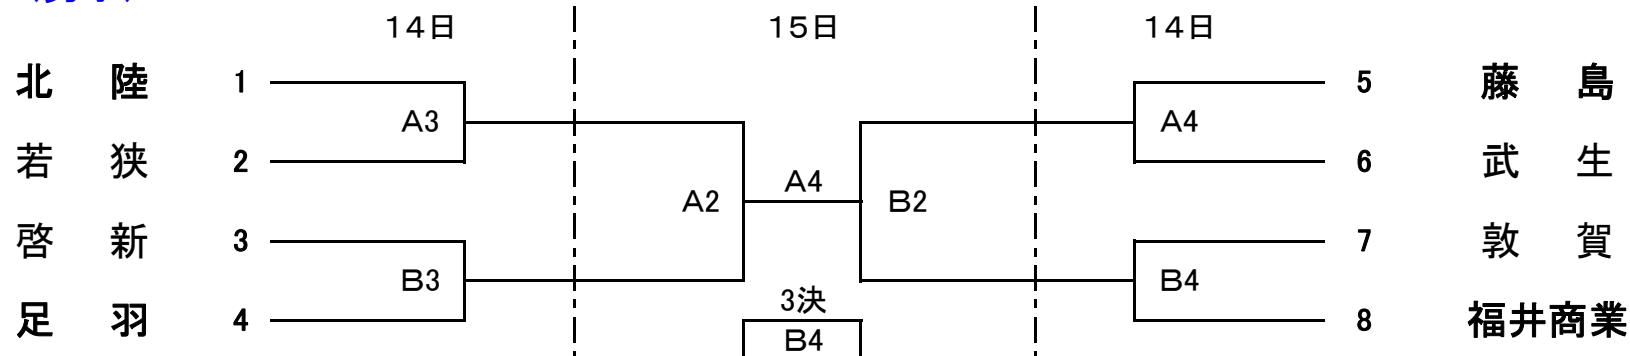 14日 15日 14日
北 陸 1 5 藤 島
A3 A4
若 狭 2 A4 6 武 生
A2 B2
啓 新 3 7 敦 賀
B3 B4
3決
足 羽 4 8 福井商業
B4